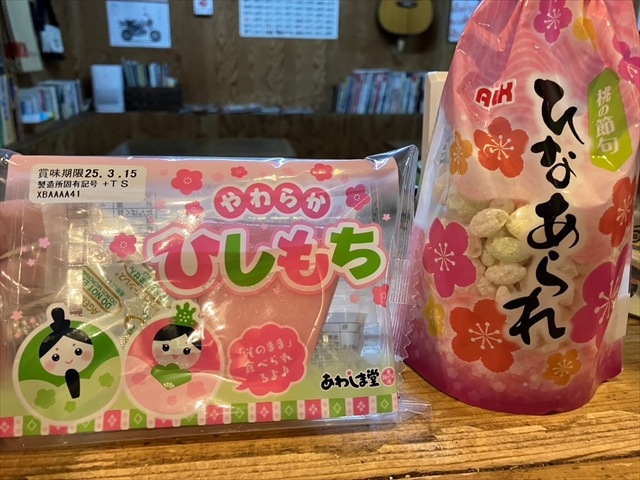 賞味期限25.3.15
製造所固有記号 +TS
XBAAAA41
やわらか
ひしもち
そのまま
食べられ
るよ♪
あわしま堂
AIK
桃の節句
ひなあられ